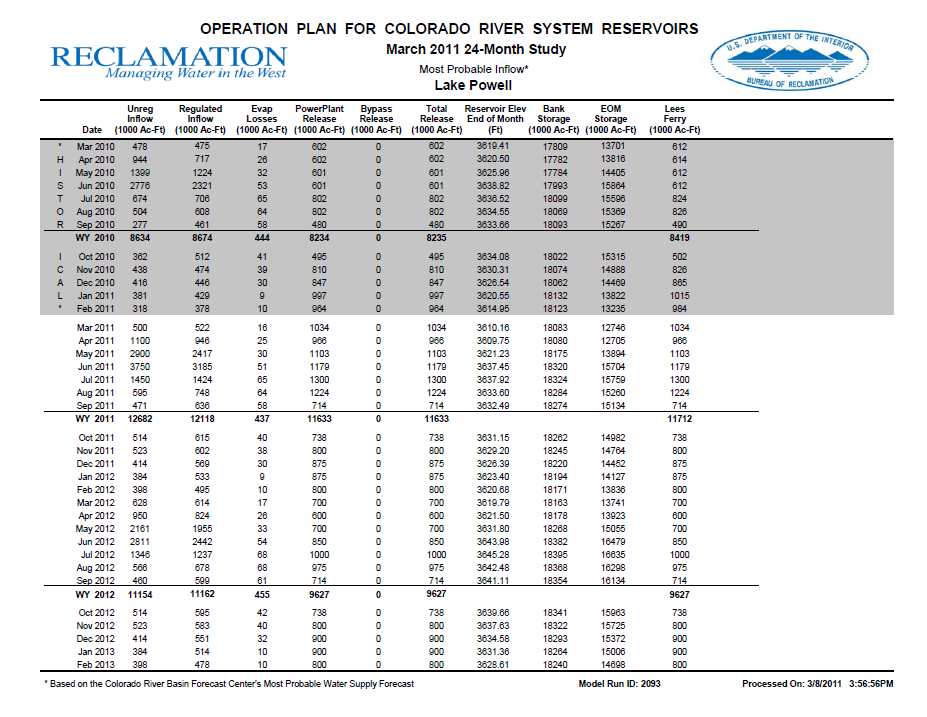 OPERATION PLAN FOR COLORADO RIVER SYSTEM RESERVOIRS
March 2011 24-Month Study
Most Probable Inflow*
Lake Powell
RECLAMATION
Managing Water in the West
U.S. DEPARTMENT OF THE INTERIOR
BUREAU OF RECLAMATION
Unreg Regulated Evap PowerPlant Bypass Total Reservoir Elev Bank EOM Lees
Inflow Inflow Losses Release Release Release End of Month Storage Storage Ferry
Date (1000 Ac-Ft) (1000 Ac-Ft) (1000 Ac-Ft) (1000 Ac-Ft) (1000 Ac-Ft) (1000 Ac-Ft) (Ft) (1000 Ac-Ft) (1000 Ac-Ft) (1000 Ac-Ft)
* Mar 2010 478 475 17 602 0 602 3619.41 17809 13701 612
H Apr 2010 944 717 26 602 0 602 3620.50 17782 13816 614
I May 2010 1399 1224 32 601 0 601 3625.96 17784 14405 612
S Jun 2010 2776 2321 53 601 0 601 3638.82 17993 15864 612
T Jul 2010 674 706 65 802 0 802 3636.52 18099 15596 824
O Aug 2010 504 608 64 802 0 802 3634.55 18069 15369 826
R Sep 2010 277 461 58 480 0 480 3633.66 18093 15267 490
WY 2010 8634 8674 444 8234 0 8235 8419
I Oct 2010 362 512 41 495 0 495 3634.08 18022 15315 502
C Nov 2010 438 474 39 810 0 810 3630.31 18074 14888 826
A Dec 2010 416 446 30 847 0 847 3626.54 18062 14469 865
L Jan 2011 381 429 9 997 0 997 3620.55 18132 13822 1015
* Feb 2011 318 378 10 964 0 964 3614.95 18123 13235 984
Mar 2011 500 522 16 1034 0 1034 3610.16 18083 12746 1034
Apr 2011 1100 946 25 966 0 966 3609.75 18080 12705 966
May 2011 2900 2417 30 1103 0 1103 3621.23 18175 13894 1103
Jun 2011 3750 3185 51 1179 0 1179 3637.45 18320 15704 1179
Jul 2011 1450 1424 65 1300 0 1300 3637.92 18324 15759 1300
Aug 2011 595 748 64 1224 0 1224 3633.60 18284 15260 1224
Sep 2011 471 636 58 714 0 714 3632.49 18274 15134 714
WY 2011 12682 12118 437 11633 0 11633 11712
Oct 2011 514 615 40 738 0 738 3631.15 18262 14982 738
Nov 2011 523 602 38 800 0 800 3629.20 18245 14764 800
Dec 2011 414 569 30 875 0 875 3626.39 18220 14452 875
Jan 2012 384 533 9 875 0 875 3623.40 18194 14127 875
Feb 2012 398 495 10 800 0 800 3620.68 18171 13836 800
Mar 2012 628 614 17 700 0 700 3619.79 18163 13741 700
Apr 2012 950 824 26 600 0 600 3621.50 18178 13923 600
May 2012 2161 1955 33 700 0 700 3631.80 18268 15055 700
Jun 2012 2811 2442 54 850 0 850 3643.98 18382 16479 850
Jul 2012 1346 1237 68 1000 0 1000 3645.28 18395 16635 1000
Aug 2012 566 678 68 975 0 975 3642.48 18368 16298 975
Sep 2012 460 599 61 714 0 714 3641.11 18354 16134 714
WY 2012 11154 11162 455 9627 0 9627 9627
Oct 2012 514 595 42 738 0 738 3639.66 18341 15963 738
Nov 2012 523 583 40 800 0 800 3637.63 18322 15725 800
Dec 2012 414 551 32 900 0 900 3634.58 18293 15372 900
Jan 2013 384 514 10 900 0 900 3631.36 18264 15006 900
Feb 2013 398 478 10 800 0 800 3628.61 18240 14698 800
* Based on the Colorado River Basin Forecast Center's Most Probable Water Supply Forecast Model Run ID: 2093 Processed On: 3/8/2011 3:56:56PM